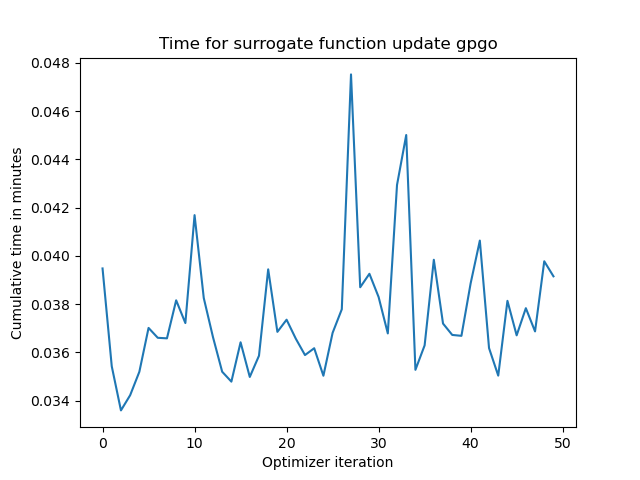 Time for surrogate function update gpgo
Cumulative time in minutes
0.048
0.046
0.044
0.042
0.040
0.038
0.036
0.034
0 10 20 30 40 50
Optimizer iteration